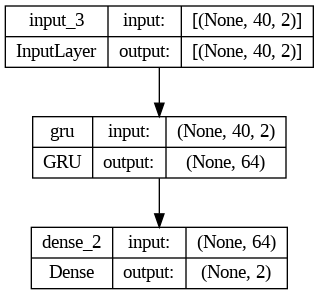 input_3 input: [(None, 40, 2)]
InputLayer output: [(None, 40, 2)]
gru input: (None, 40, 2)
GRU output: (None, 64)
dense_2 input: (None, 64)
Dense output: (None, 2)